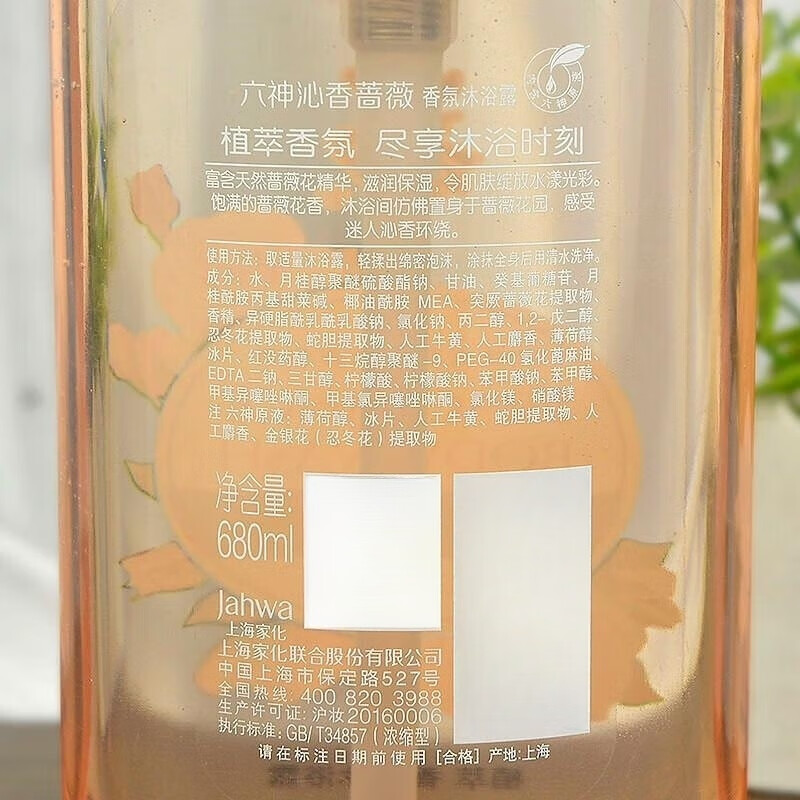 六神沁香蔷薇 香氛沐浴露
植萃香氛 尽享沐浴时刻
富含天然蔷薇花精华，滋润保湿，令肌肤绽放水漾光彩。
饱满的蔷薇花香，沐浴间仿佛置身于蔷薇花园，感受
迷人沁香环绕。
使用方法：取适量沐浴露，轻揉出绵密泡沫，涂抹全身后用清水洗净。
成分：水、月桂醇聚醚硫酸酯钠、甘油、癸基葡糖苷、月
桂酰胺丙基甜菜碱、椰油酰胺 MEA、突厥蔷薇花提取物、
香精、异硬脂酰乳酰乳酸钠、氯化钠、丙二醇、1,2-戊二醇、
忍冬花提取物、蛇胆提取物、人工牛黄、人工麝香、薄荷醇、
冰片、红没药醇、十三烷醇聚醚-9、PEG-40氢化蓖麻油、
EDTA二钠、三甘醇、柠檬酸、柠檬酸钠、苯甲酸钠、苯甲醇、
甲基异噻唑啉酮、甲基氯异噻唑啉酮、氯化镁、硝酸镁
注 六神原液：薄荷醇、冰片、人工牛黄、蛇胆提取物、人
工麝香、金银花（忍冬花）提取物
净含量:
680ml
Jahwa
上海家化
上海家化联合股份有限公司
中国上海市保定路527号
全国热线: 400 820 3988
生产许可证: 沪妆20160006
执行标准: GB/T34857（浓缩型）
请在标注日期前使用 [合格] 产地:上海